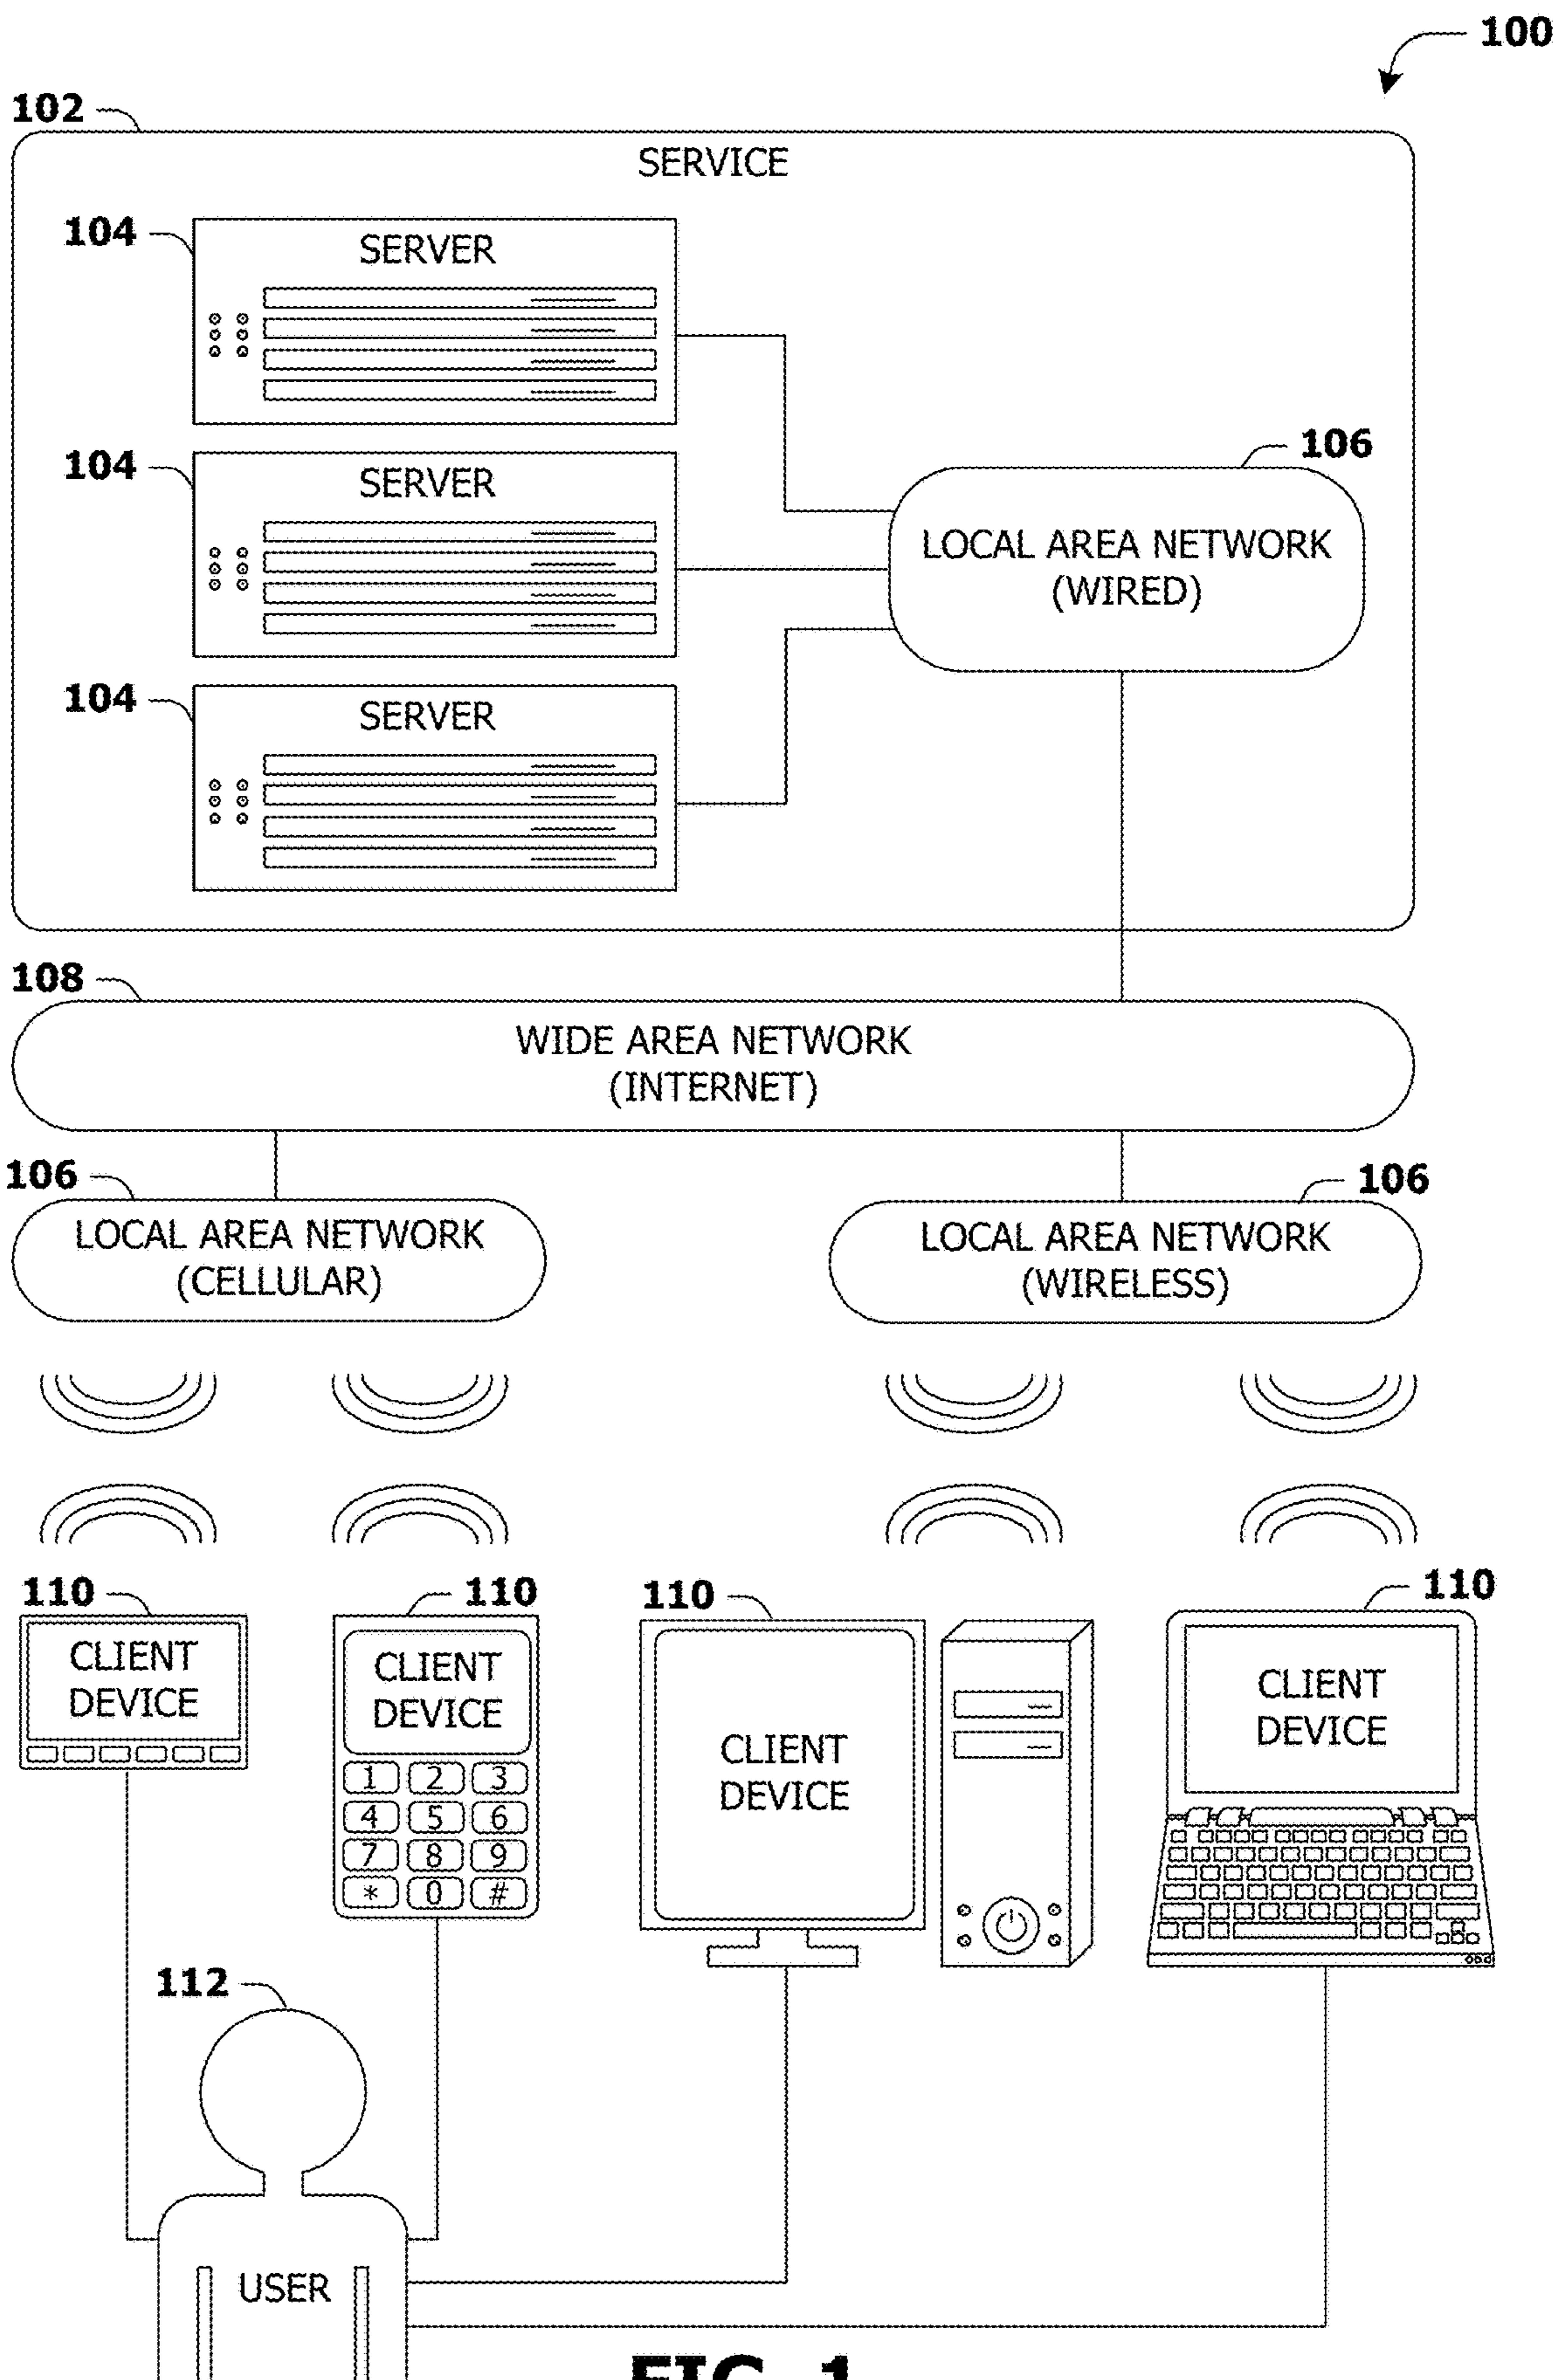 100
102
SERVICE
104
SERVER
106
104
SERVER
LOCAL AREA NETWORK
(WIRED)
104
SERVER
108
WIDE AREA NETWORK
(INTERNET)
106
106
LOCAL AREA NETWORK
(CELLULAR)
LOCAL AREA NETWORK
(WIRELESS)
110
110
110
110
CLIENT
DEVICE
CLIENT
DEVICE
1 2 3
4 5 6
7 8 9
* 0 #
CLIENT
DEVICE
CLIENT
DEVICE
112
USER
FIG. 1